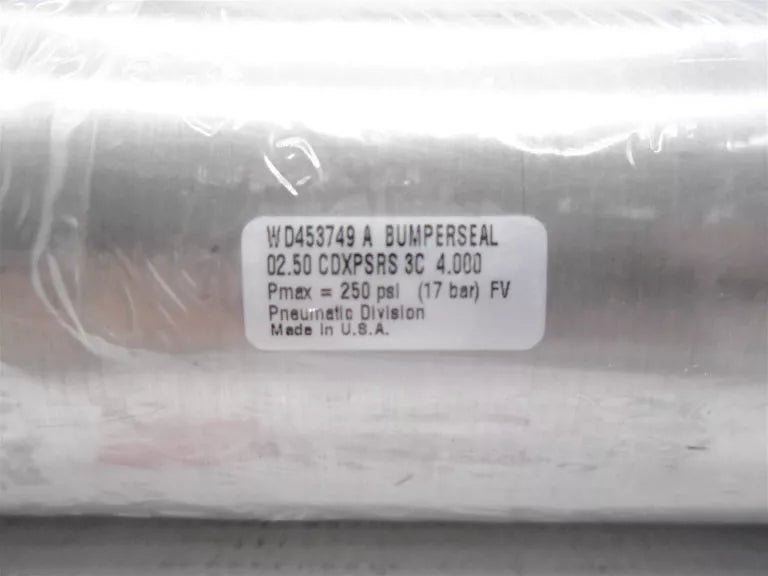 WD453749 A BUMPERSEAL
02.50 CDXPSRS 3C 4.000
Pmax = 250 psi (17 bar) FV
Pneumatic Division
Made in U.S.A.